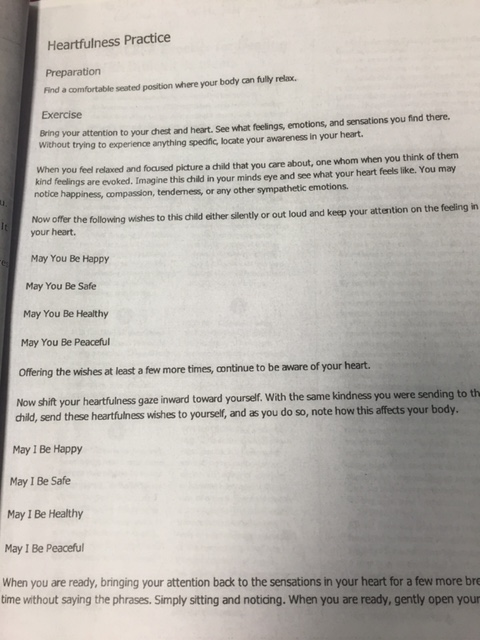 Heartfulness Practice
Preparation
Find a comfortable seated position where your body can fully relax.
Exercise
Bring your attention to your chest and heart. See what feelings, emotions, and sensations you find there.
Without trying to experience anything specific, locate your awareness in your heart.
When you feel relaxed and focused picture a child that you care about, one whom when you think of them
kind feelings are evoked. Imagine this child in your minds eye and see what your heart feels like. You may
notice happiness, compassion, tenderness, or any other sympathetic emotions.
Now offer the following wishes to this child either silently or out loud and keep your attention on the feeling in
your heart.
May You Be Happy
May You Be Safe
May You Be Healthy
May You Be Peaceful
Offering the wishes at least a few more times, continue to be aware of your heart.
Now shift your heartfulness gaze inward toward yourself. With the same kindness you were sending to
child, send these heartfulness wishes to yourself, and as you do so, note how this affects your body.
May I Be Happy
May I Be Safe
May I Be Healthy
May I Be Peaceful
When you are ready, bringing your attention back to the sensations in your heart for a few more
time without saying the phrases. Simply sitting and noticing. When you are ready, gently open your